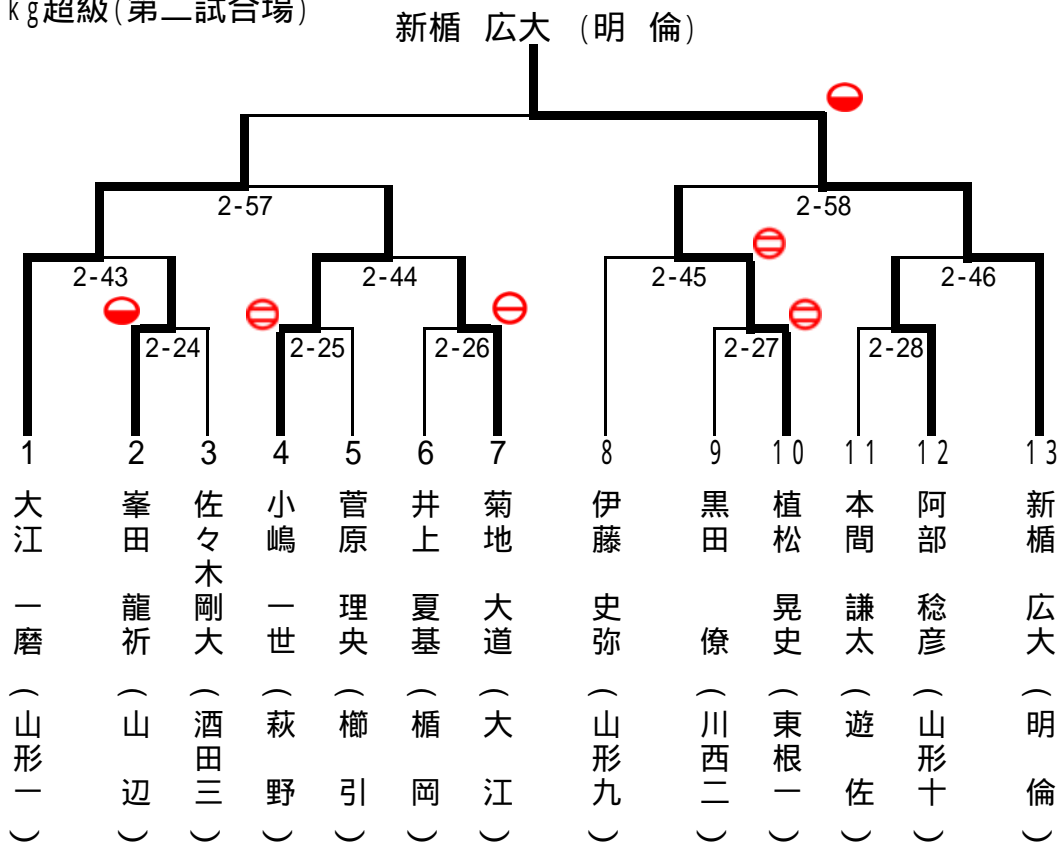 kg超級(第二試合場)
新楯 広大 (明 倫)
2-57
2-58
2-43
2-44
2-45
2-46
2-24
2-25
2-26
2-27
2-28
1 2 3 4 5 6 7 8 9 10 11 12 13
大江 一磨 (山形一)
峯田 龍祈 (山 辺)
佐々木剛大 (酒田三)
小嶋 一世 (萩 野)
菅原 理央 (櫛 引)
井上 夏基 (楯 岡)
菊地 大道 (大 江)
伊藤 史弥 (山形九)
黒田 僚 (川西二)
植松 晃史 (東根一)
本間 謙太 (遊 佐)
阿部 稔彦 (山形十)
新楯 広大 (明 倫)